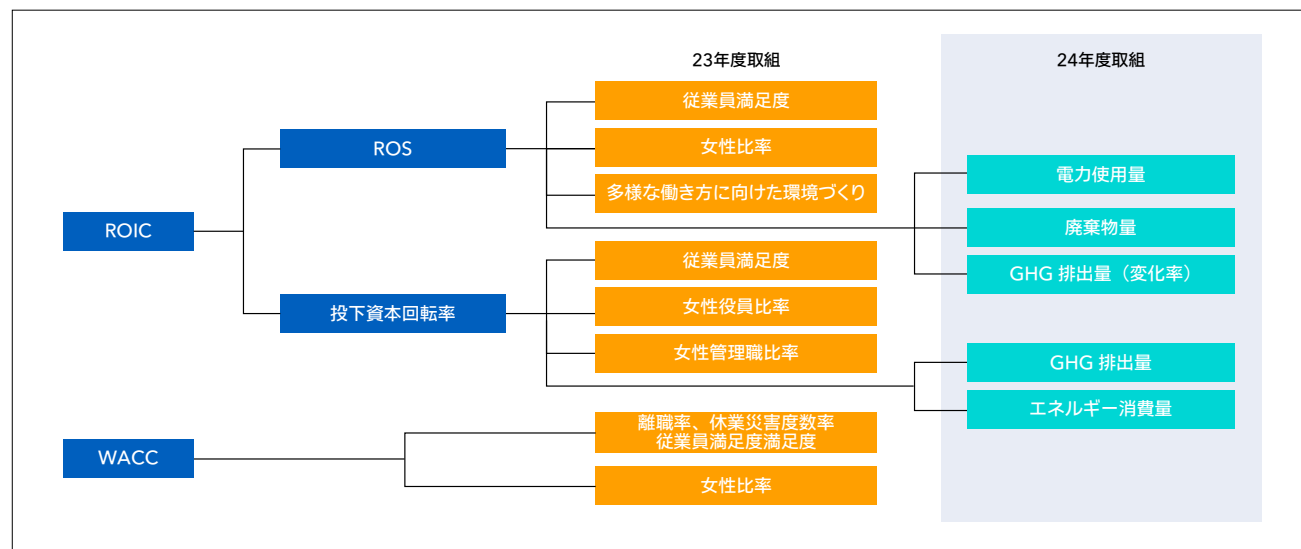 23年度取組
24年度取組
従業員満足度
ROS
女性比率
電力使用量
多様な働き方に向けた環境づくり
ROIC
廃棄物量
従業員満足度
GHG 排出量（変化率）
投下資本回転率
女性役員比率
女性管理職比率
GHG 排出量
エネルギー消費量
離職率、休業災害度数率
従業員満足度満足度
WACC
女性比率